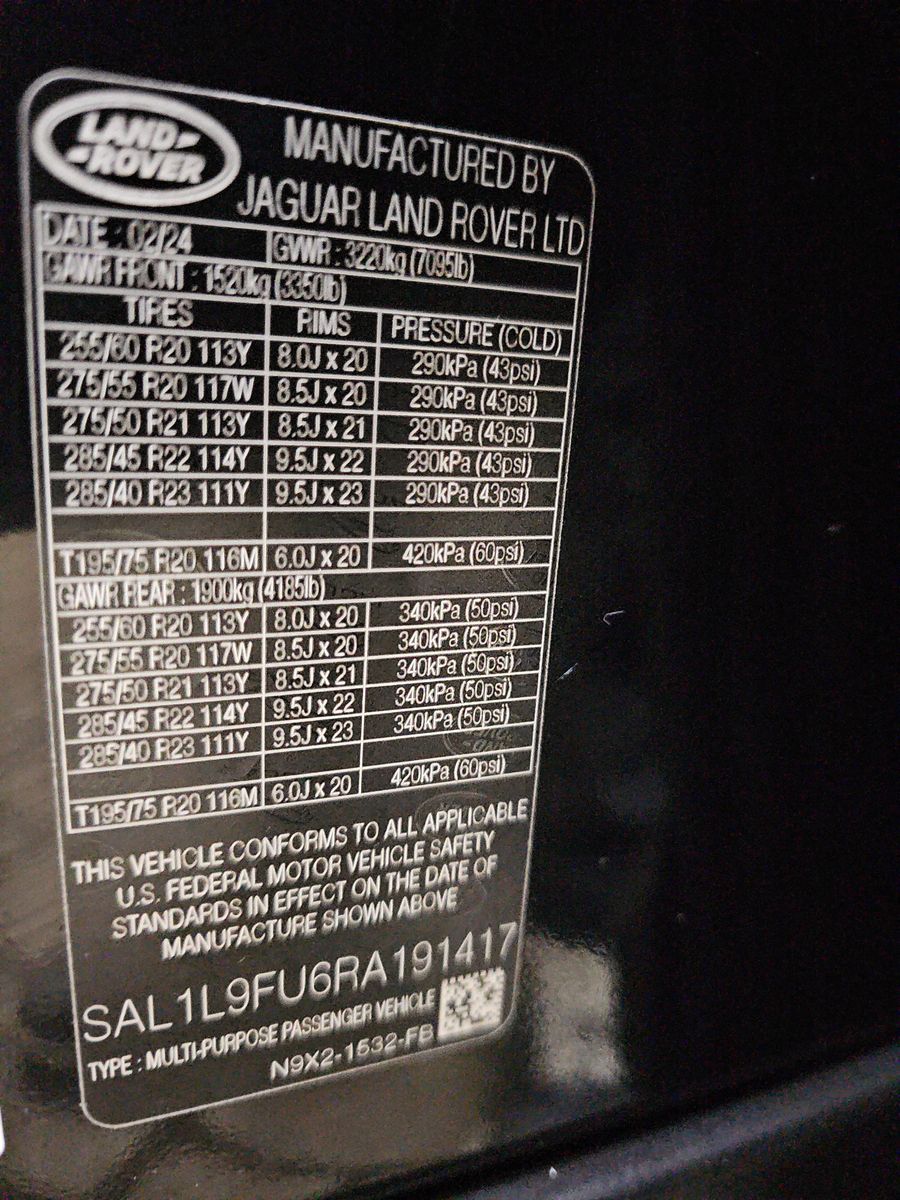 LAND-
-ROVER
MANUFACTURED BY
JAGUAR LAND ROVER LTD
DATE : 02/24 GVWR : 3220kg (7095lb)
GAWR FRONT : 1520kg (3350lb)
TIRES RIMS PRESSURE (COLD)
255/60 R20 113Y 8.0J x 20 290kPa (43psi)
275/55 R20 117W 8.5J x 20 290kPa (43psi)
275/50 R21 113Y 8.5J x 21 290kPa (43psi)
285/45 R22 114Y 9.5J x 22 290kPa (43psi)
285/40 R23 111Y 9.5J x 23 290kPa (43psi)
T195/75 R20 116M 6.0J x 20 420kPa (60psi)
GAWR REAR : 1900kg (4185lb)
255/60 R20 113Y 8.0J x 20 340kPa (50psi)
275/55 R20 117W 8.5J x 20 340kPa (50psi)
275/50 R21 113Y 8.5J x 21 340kPa (50psi)
285/45 R22 114Y 9.5J x 22 340kPa (50psi)
285/40 R23 111Y 9.5J x 23 340kPa (50psi)
T195/75 R20 116M 6.0J x 20 420kPa (60psi)
THIS VEHICLE CONFORMS TO ALL APPLICABLE
U.S. FEDERAL MOTOR VEHICLE SAFETY
STANDARDS IN EFFECT ON THE DATE OF
MANUFACTURE SHOWN ABOVE
SAL1L9FU6RA191417
TYPE : MULTI-PURPOSE PASSENGER VEHICLE
N9X2-1532-FB